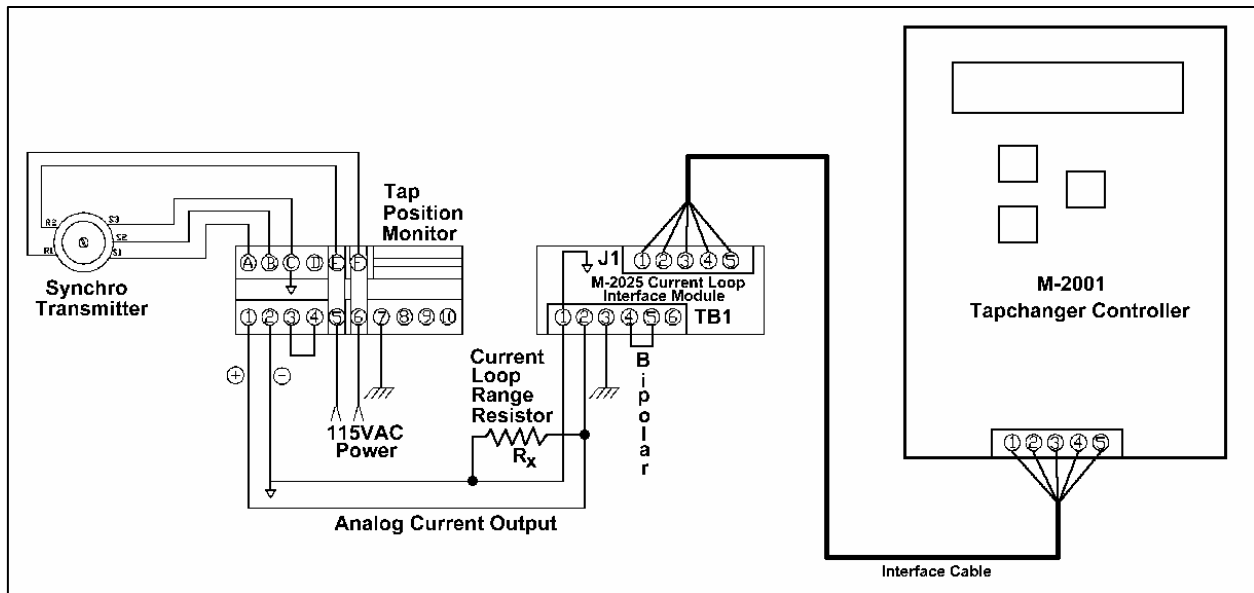 R2
R1
S3
S2
S1
Synchro
Transmitter
Tap
Position
Monitor
A B C D E F
1 2 3 4 5 6 7 8 9 10
+
-
115VAC
Power
Current
Loop
Range
Resistor
Rx
Analog Current Output
J1
1 2 3 4 5
M-2025 Current Loop
Interface Module
1 2 3 4 5 6
TB1
Bipolar
M-2001
Tapchanger Controller
1 2 3 4 5
Interface Cable